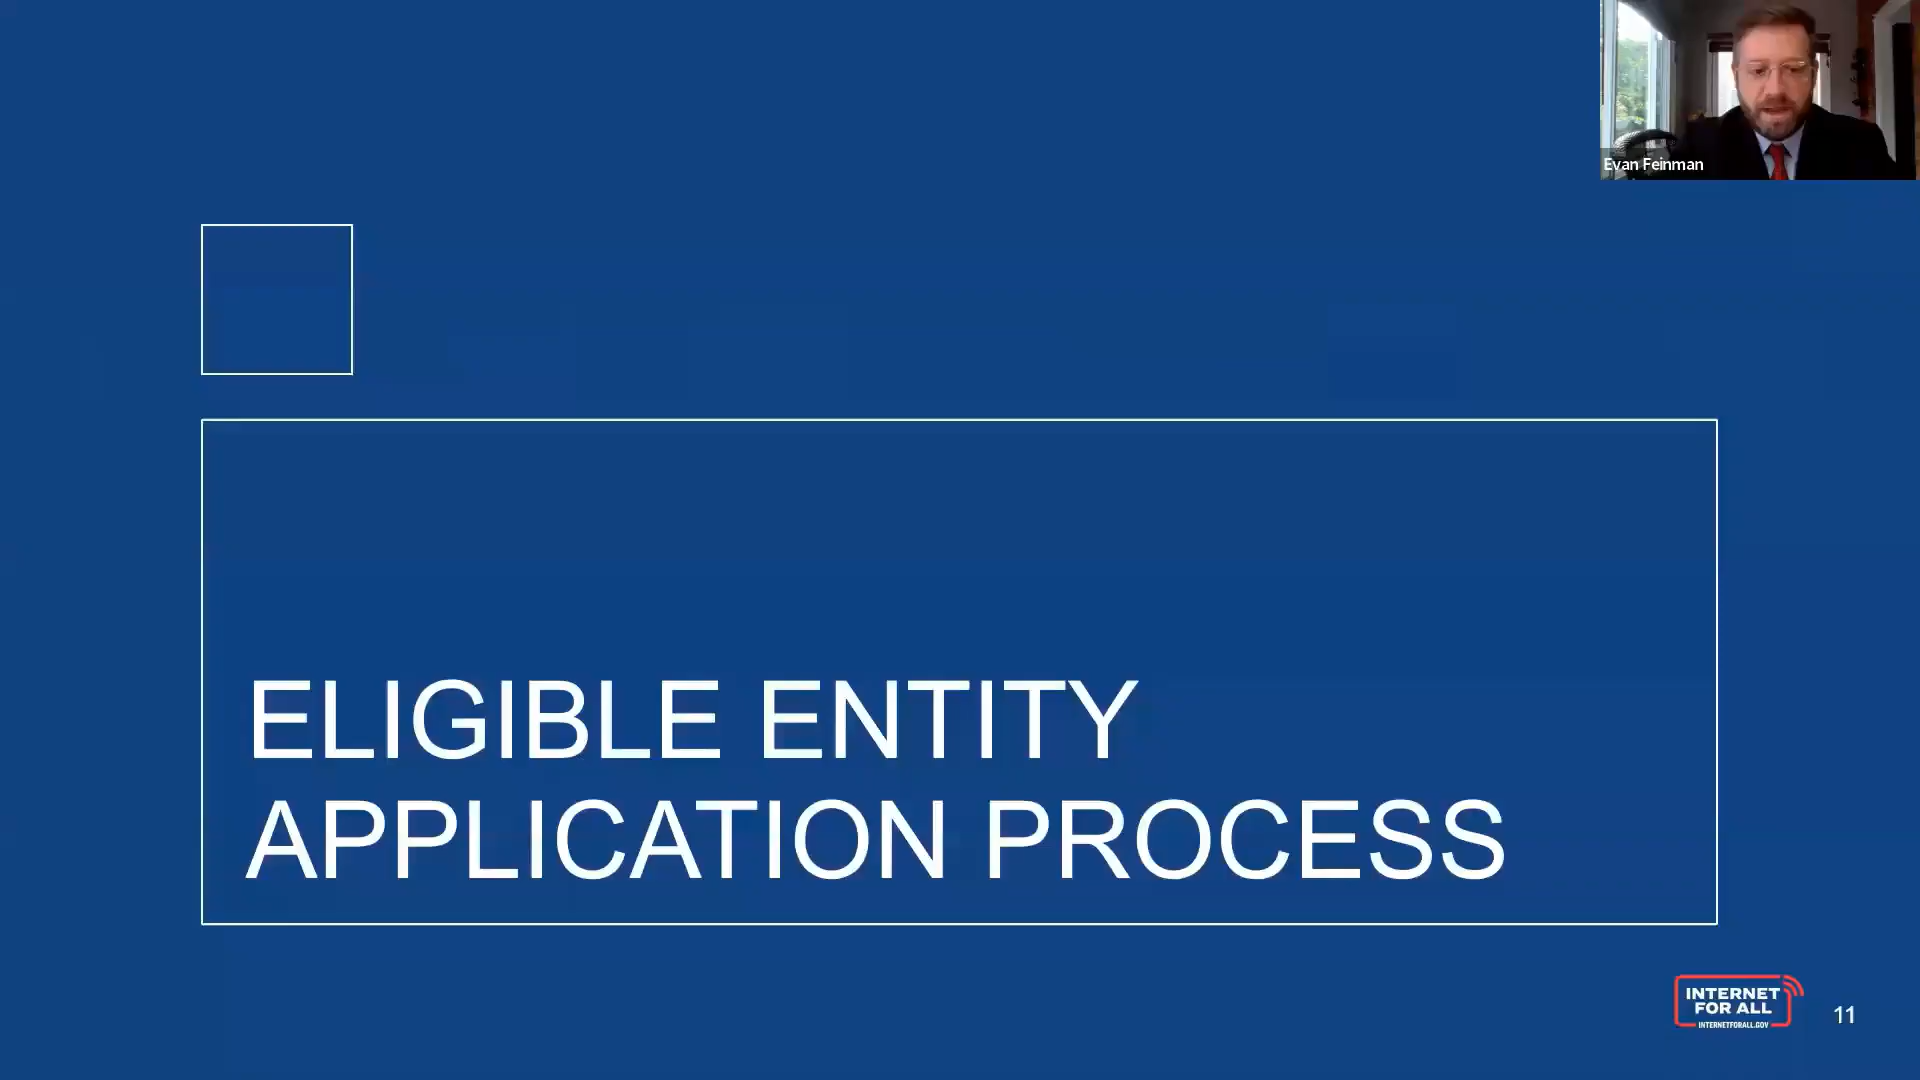 Evan Feinman
ELIGIBLE ENTITY
APPLICATION PROCESS
INTERNET
FOR ALL
INTERNETFORALL.GOV
11